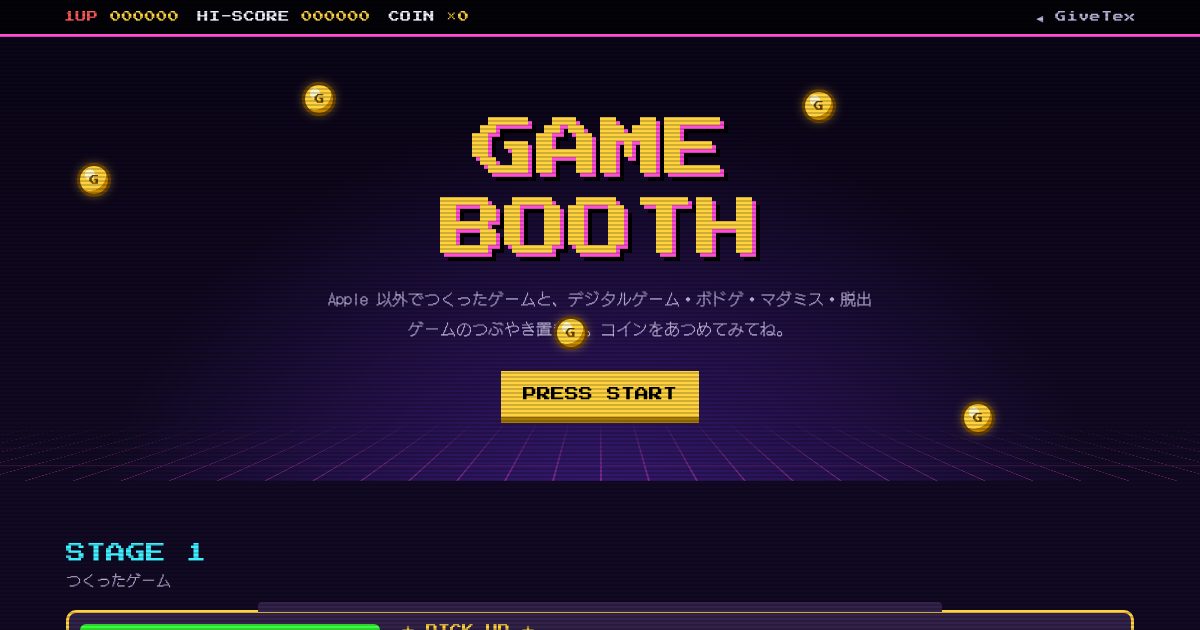 1UP 000000 HI-SCORE 000000 COIN ×0
◂ GiveTex
G
G
G
GAME
BOOTH
Apple 以外でつくったゲームと、デジタルゲーム・ボドゲ・マダミス・脱出
ゲームのつぶやき置 G 。コインをあつめてみてね。
PRESS START
G
STAGE 1
つくったゲーム
PICK UP